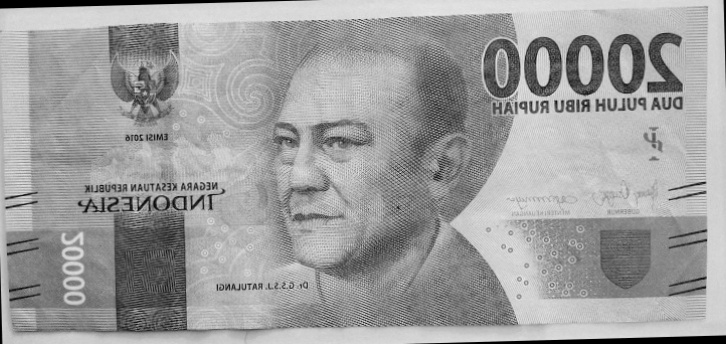 20000
DUA PULUH RIBU RUPIAH
EMISI 2016
NEGARA KESATUAN REPUBLIK
INDONESIA
GUBERNUR
MENTERI KEUANGAN
20000
Dr. G.S.S.J. RATULANGI